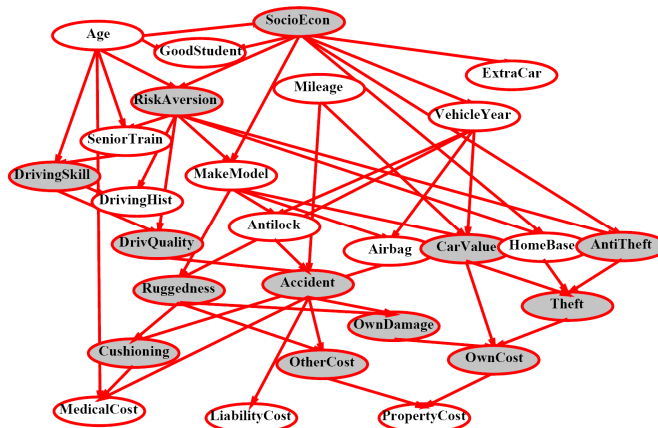 SocioEcon
Age
GoodStudent
ExtraCar
Mileage
RiskAversion
VehicleYear
SeniorTrain
DrivingSkill
MakeModel
DrivingHist
Antilock
DrivQuality
Airbag
CarValue
HomeBase
AntiTheft
Ruggedness
Accident
Theft
OwnDamage
Cushioning
OtherCost
OwnCost
MedicalCost
LiabilityCost
PropertyCost